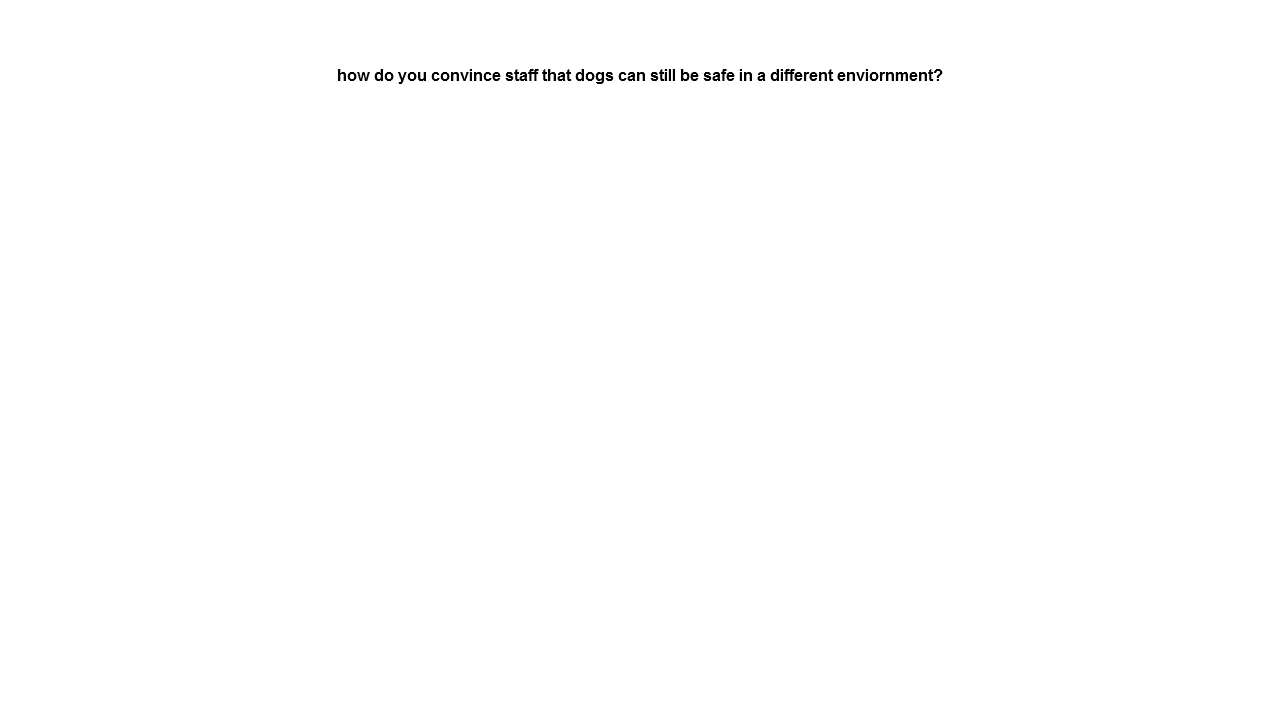 how do you convince staff that dogs can still be safe in a different enviornment?